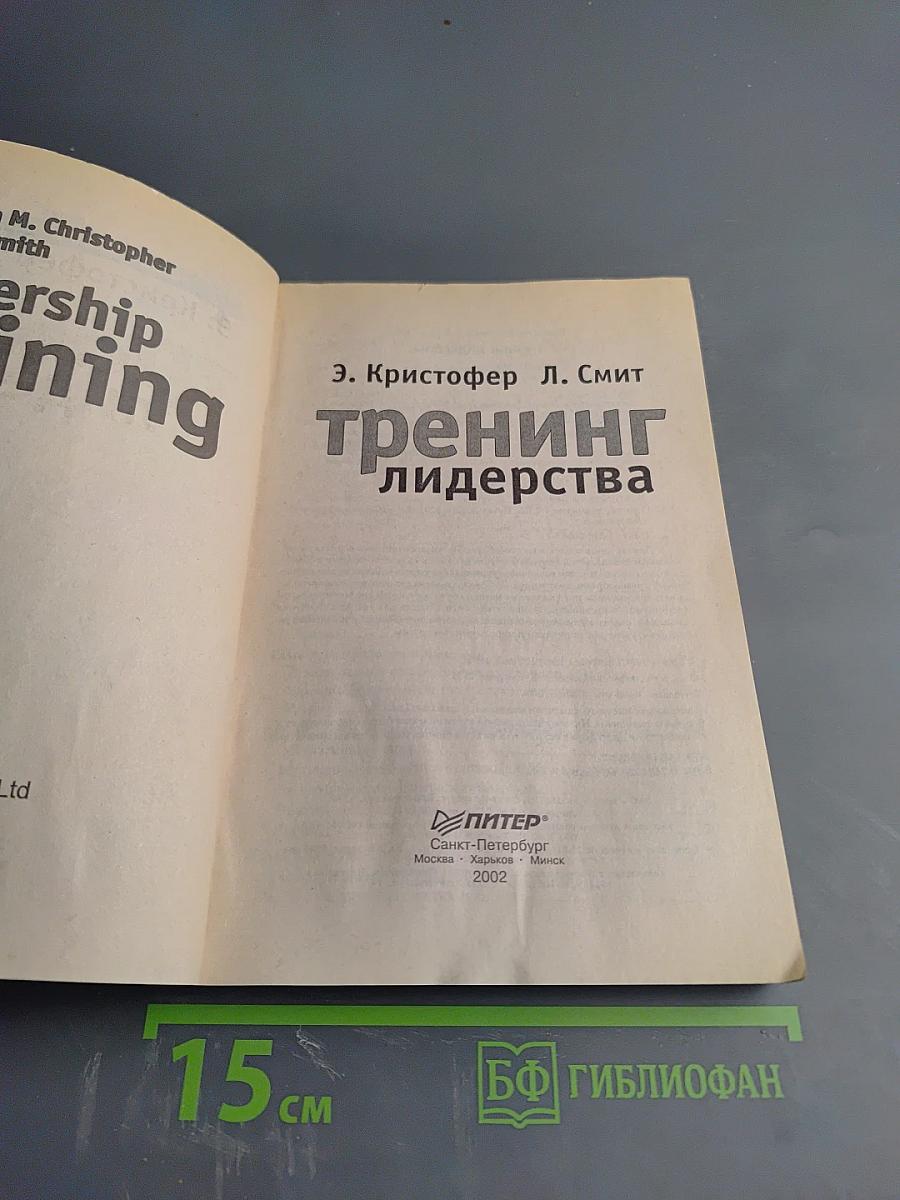 M. Christopher
mith
ership
ining
Ltd
Э. Кристофер Л. Смит
тренинг
лидерства
ПИТЕР®
Санкт-Петербург
Москва · Харьков · Минск
2002
15 см
БФ ГИБЛИОФАН